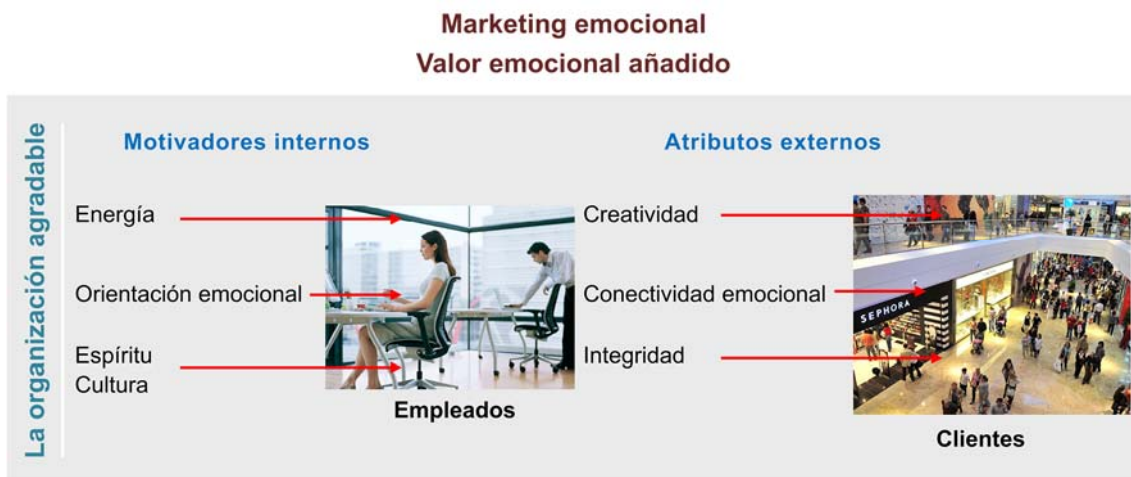 Marketing emocional
Valor emocional añadido
La organización agradable
Motivadores internos
Energía
Orientación emocional
Espíritu
Cultura
Empleados
Atributos externos
Creatividad
Conectividad emocional
Integridad
SEPHORA
Clientes